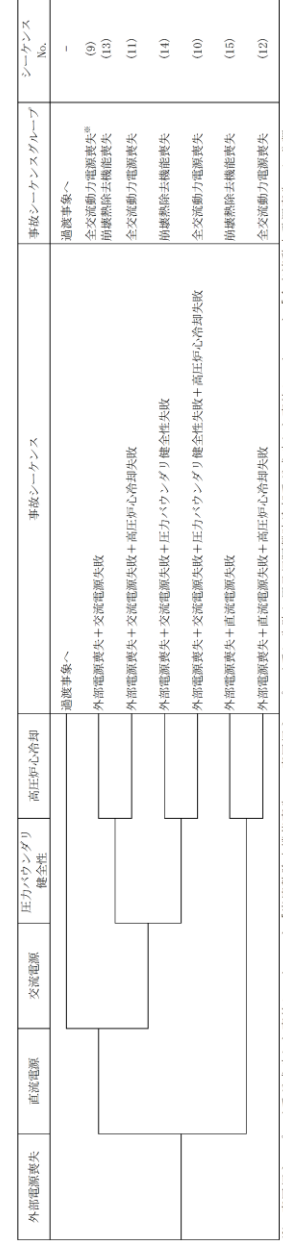 外部電源喪失
直流電源
交流電源
圧力バウンダリ
健全性
高圧炉心冷却
事故シーケンス
事故シーケンスグループ
シーケンス
No.
過渡事象へ
過渡事象へ
－
外部電源喪失＋交流電源失敗
全交流動力電源喪失※
崩壊熱除去機能喪失
(9)
(13)
外部電源喪失＋交流電源失敗＋高圧炉心冷却失敗
全交流動力電源喪失
(11)
外部電源喪失＋交流電源失敗＋圧力バウンダリ健全性失敗
崩壊熱除去機能喪失
(14)
外部電源喪失＋交流電源失敗＋圧力バウンダリ健全性失敗＋高圧炉心冷却失敗
全交流動力電源喪失
(10)
外部電源喪失＋直流電源失敗
崩壊熱除去機能喪失
(15)
外部電源喪失＋直流電源失敗＋高圧炉心冷却失敗
全交流動力電源喪失
(12)